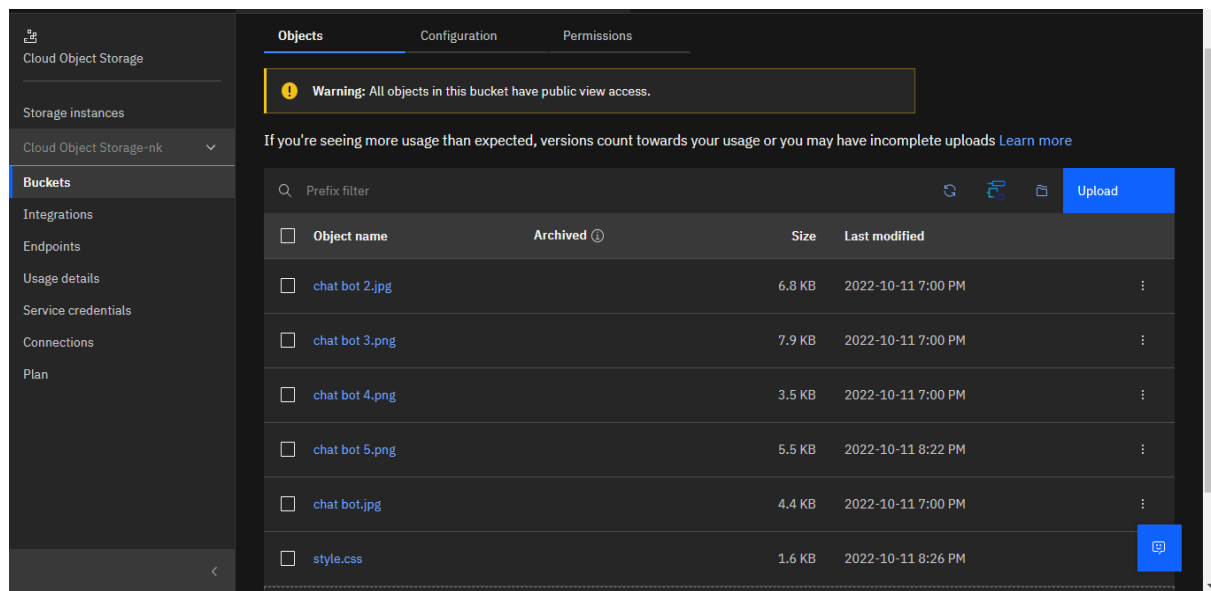 Cloud Object Storage
Storage instances
Cloud Object Storage-nk
Buckets
Integrations
Endpoints
Usage details
Service credentials
Connections
Plan
Objects Configuration Permissions
Warning: All objects in this bucket have public view access.
If you're seeing more usage than expected, versions count towards your usage or you may have incomplete uploads Learn more
Prefix filter Upload
Object name Archived Size Last modified
chat bot 2.jpg 6.8 KB 2022-10-11 7:00 PM
chat bot 3.png 7.9 KB 2022-10-11 7:00 PM
chat bot 4.png 3.5 KB 2022-10-11 7:00 PM
chat bot 5.png 5.5 KB 2022-10-11 8:22 PM
chat bot.jpg 4.4 KB 2022-10-11 7:00 PM
style.css 1.6 KB 2022-10-11 8:26 PM